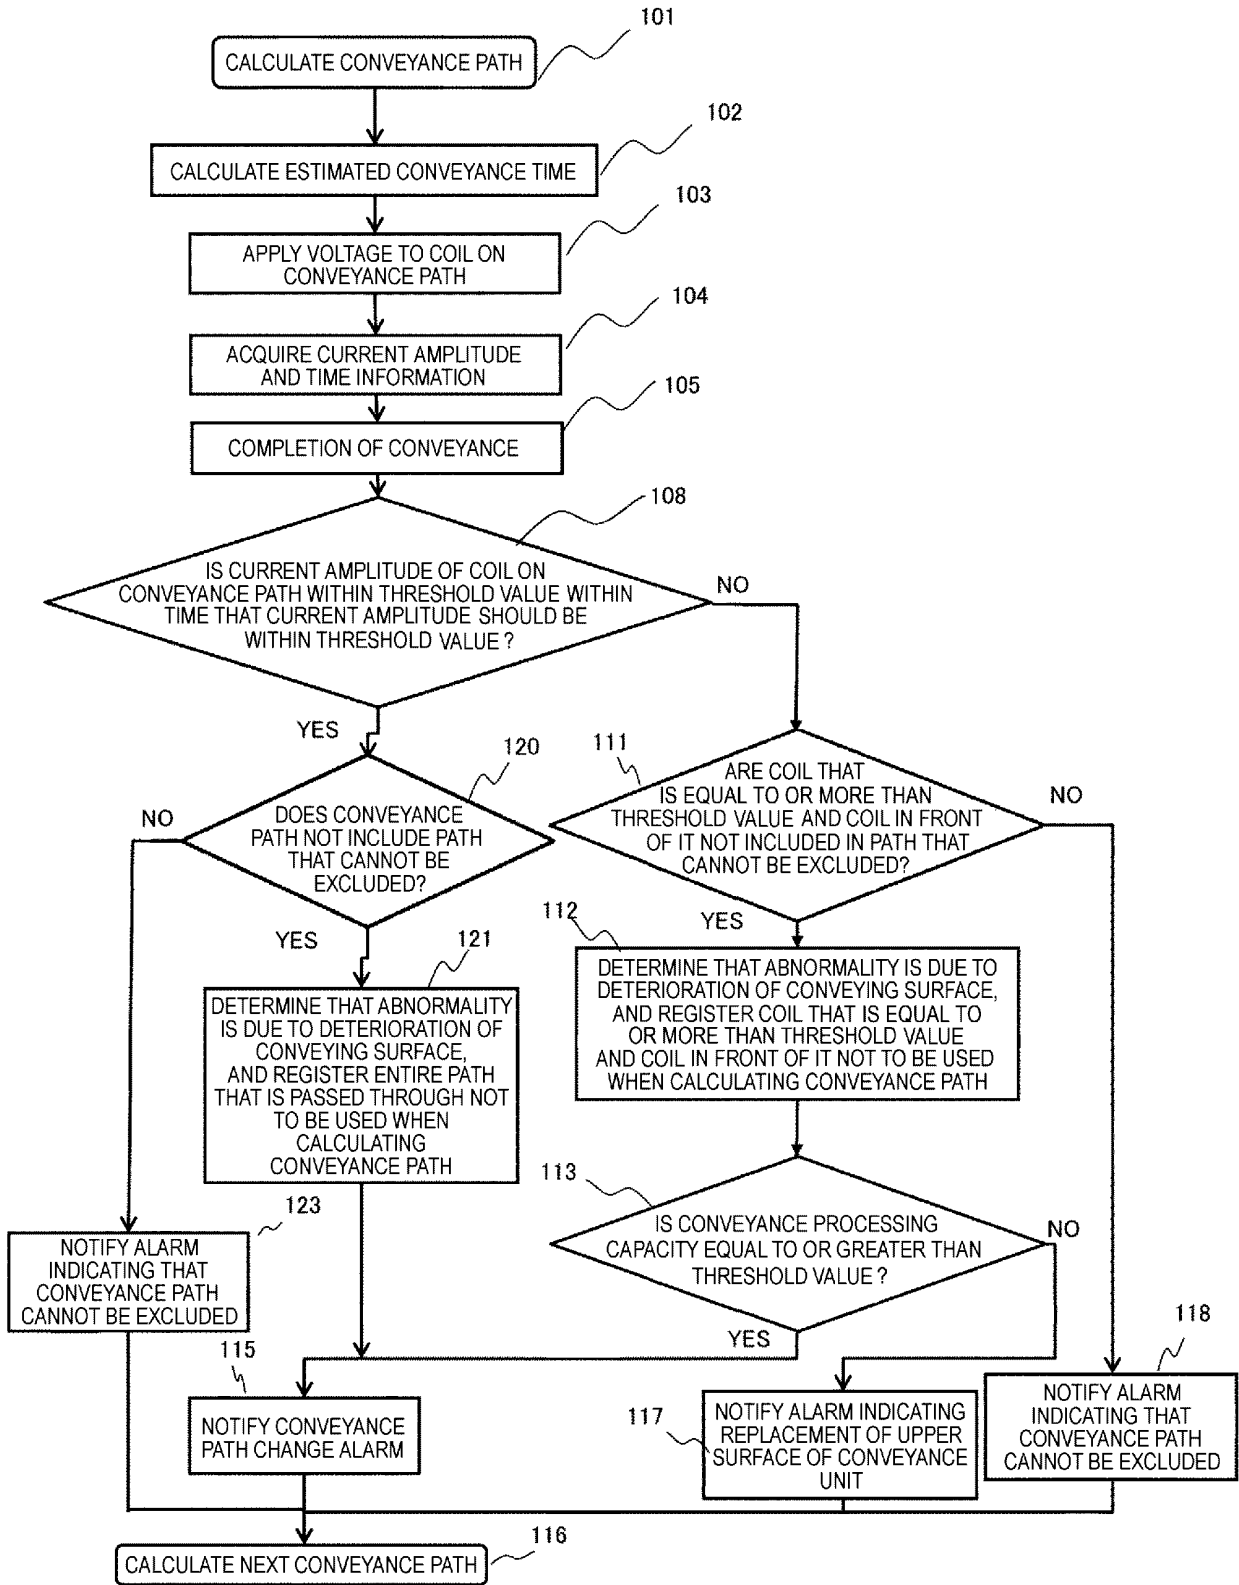 101
CALCULATE CONVEYANCE PATH
102
CALCULATE ESTIMATED CONVEYANCE TIME
103
APPLY VOLTAGE TO COIL ON
CONVEYANCE PATH
104
ACQUIRE CURRENT AMPLITUDE
AND TIME INFORMATION
105
COMPLETION OF CONVEYANCE
108
IS CURRENT AMPLITUDE OF COIL ON
CONVEYANCE PATH WITHIN THRESHOLD VALUE WITHIN
TIME THAT CURRENT AMPLITUDE SHOULD BE
WITHIN THRESHOLD VALUE?
NO
YES
120
DOES CONVEYANCE
PATH NOT INCLUDE PATH
THAT CANNOT BE
EXCLUDED?
NO
YES
111
ARE COIL THAT
IS EQUAL TO OR MORE THAN
THRESHOLD VALUE AND COIL IN FRONT
OF IT NOT INCLUDED IN PATH THAT
CANNOT BE EXCLUDED?
NO
YES
121
DETERMINE THAT ABNORMALITY
IS DUE TO DETERIORATION OF
CONVEYING SURFACE,
AND REGISTER ENTIRE PATH
THAT IS PASSED THROUGH NOT
TO BE USED WHEN
CALCULATING
CONVEYANCE PATH
112
DETERMINE THAT ABNORMALITY IS DUE TO
DETERIORATION OF CONVEYING SURFACE,
AND REGISTER COIL THAT IS EQUAL TO
OR MORE THAN THRESHOLD VALUE
AND COIL IN FRONT OF IT NOT TO BE USED
WHEN CALCULATING CONVEYANCE PATH
113
IS CONVEYANCE PROCESSING
CAPACITY EQUAL TO OR GREATER THAN
THRESHOLD VALUE?
NO
YES
123
NOTIFY ALARM
INDICATING THAT
CONVEYANCE PATH
CANNOT BE EXCLUDED
115
NOTIFY CONVEYANCE
PATH CHANGE ALARM
117
NOTIFY ALARM INDICATING
REPLACEMENT OF UPPER
SURFACE OF CONVEYANCE
UNIT
118
NOTIFY ALARM
INDICATING THAT
CONVEYANCE PATH
CANNOT BE EXCLUDED
116
CALCULATE NEXT CONVEYANCE PATH